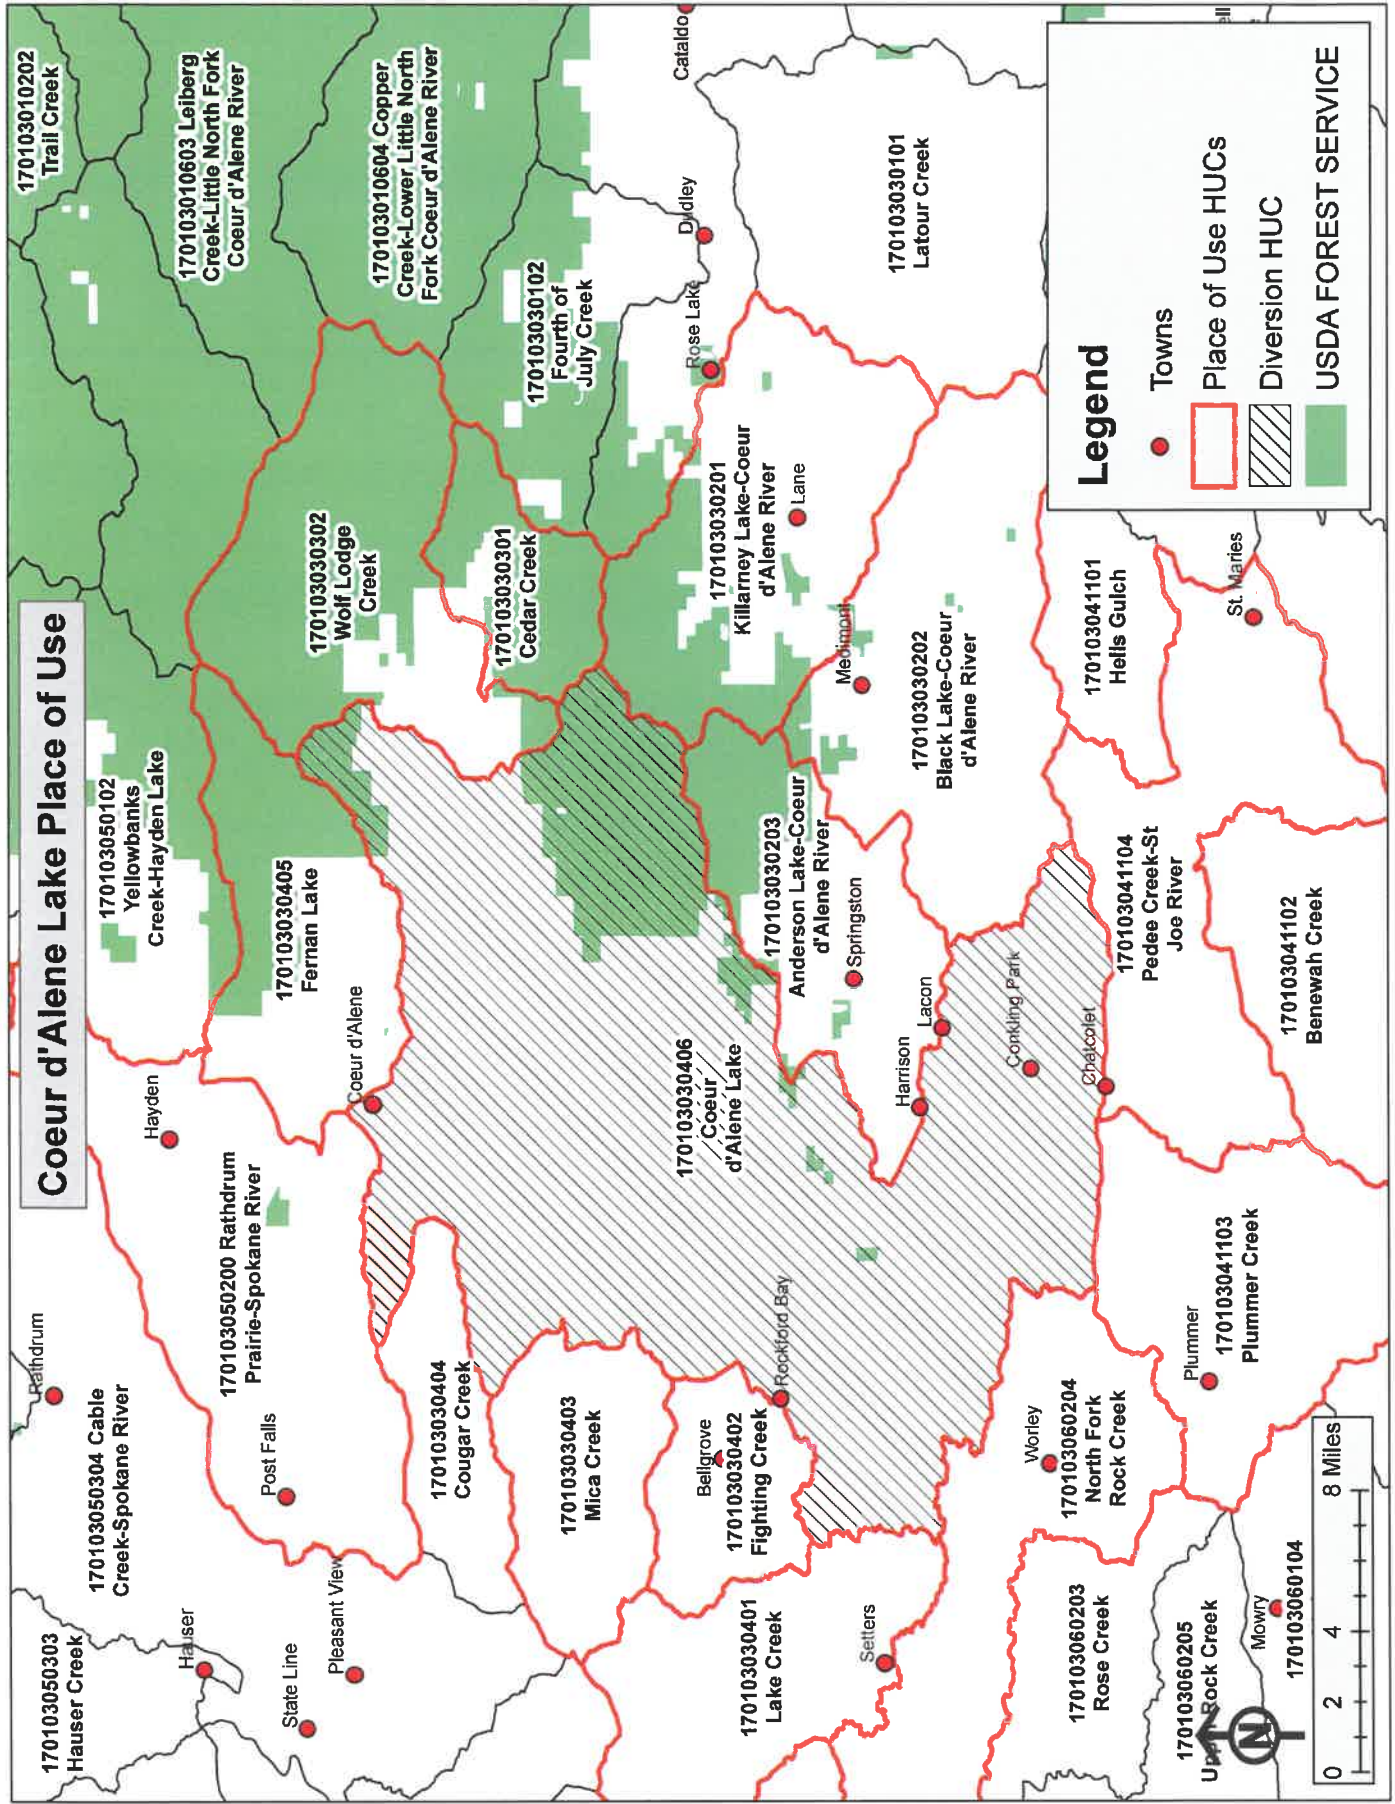 Coeur d'Alene Lake Place of Use
170103010202
Trail Creek
170103010603 Leiberg
Creek-Little North Fork
Coeur d'Alene River
170103010604 Copper
Creek-Lower Little North
Fork Coeur d'Alene River
170103050102
Yellowbanks
Creek-Hayden Lake
Rathdrum
170103050304 Cable
Creek-Spokane River
170103050303
Hauser Creek
Hayden
Hauser
170103050200 Rathdrum
Prairie-Spokane River
Post Falls
State Line
Pleasant View
170103030405
Fernan Lake
Coeur d'Alene
170103030302
Wolf Lodge
Creek
170103030301
Cedar Creek
170103030102
Fourth of
July Creek
Cataldo
Dudley
Rose Lake
170103030404
Cougar Creek
170103030403
Mica Creek
170103030406
Coeur
d'Alene Lake
170103030201
Killarney Lake-Coeur
d'Alene River
Lane
170103030101
Latour Creek
Bellgrove
170103030402
Fighting Creek
Rockford Bay
170103030401
Lake Creek
Setters
170103030203
Anderson Lake-Coeur
d'Alene River
Springston
Medimont
170103030202
Black Lake-Coeur
d'Alene River
Harrison
Lacon
Conkling Park
Chatcolet
Worley
170103060204
North Fork
Rock Creek
170103060203
Rose Creek
170103041101
Hells Gulch
170103041104
Pedee Creek-St
Joe River
St. Maries
Plummer
170103041103
Plummer Creek
170103041102
Benewah Creek
170103060205
Rock Creek
Mowry
170103060104
N
0 2 4 8 Miles
ell
Legend
Towns
Place of Use HUCs
Diversion HUC
USDA FOREST SERVICE